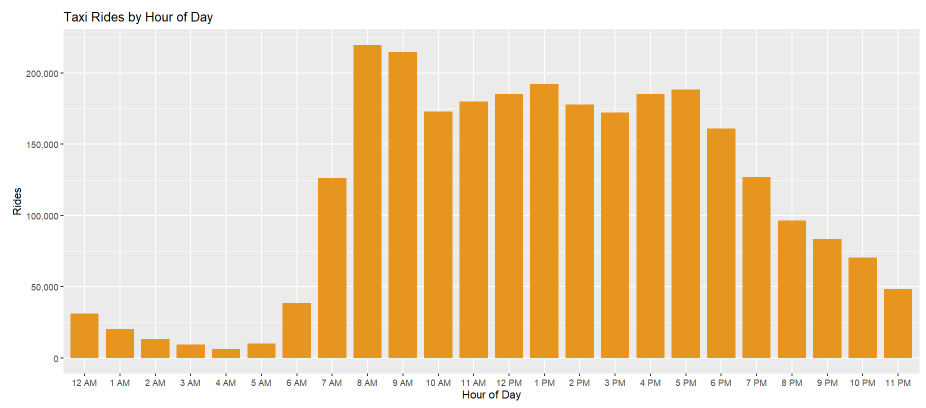 Taxi Rides by Hour of Day
Rides
200,000
150,000
100,000
50,000
0
12 AM 1 AM 2 AM 3 AM 4 AM 5 AM 6 AM 7 AM 8 AM 9 AM 10 AM 11 AM 12 PM 1 PM 2 PM 3 PM 4 PM 5 PM 6 PM 7 PM 8 PM 9 PM 10 PM 11 PM
Hour of Day